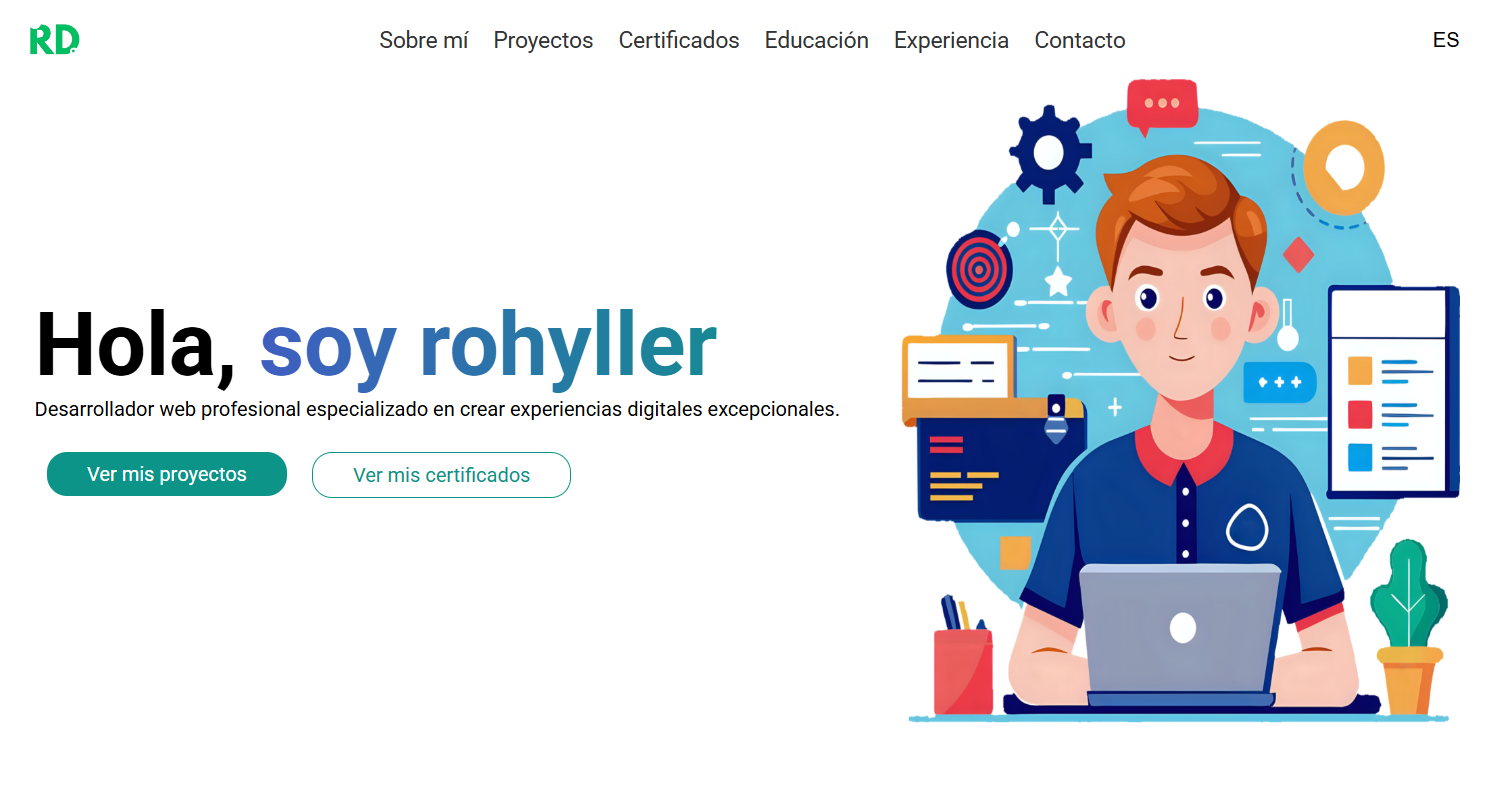 RD.
Sobre mí Proyectos Certificados Educación Experiencia Contacto
ES
Hola, soy rohyller
Desarrollador web profesional especializado en crear experiencias digitales excepcionales.
Ver mis proyectos Ver mis certificados